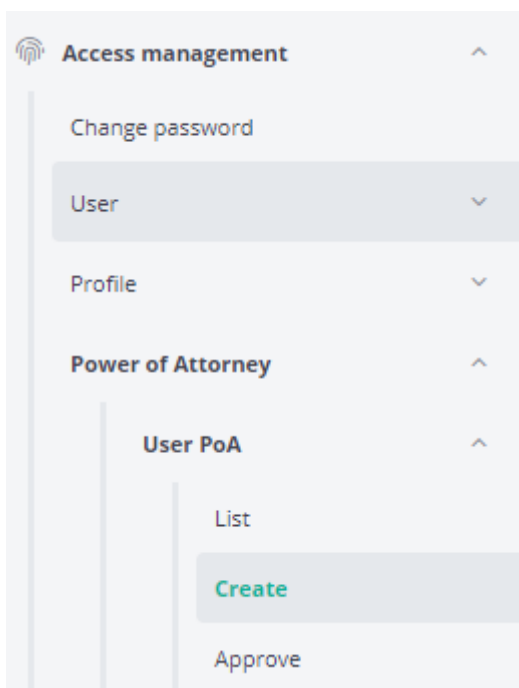 Access management
Change password
User
Profile
Power of Attorney
User PoA
List
Create
Approve